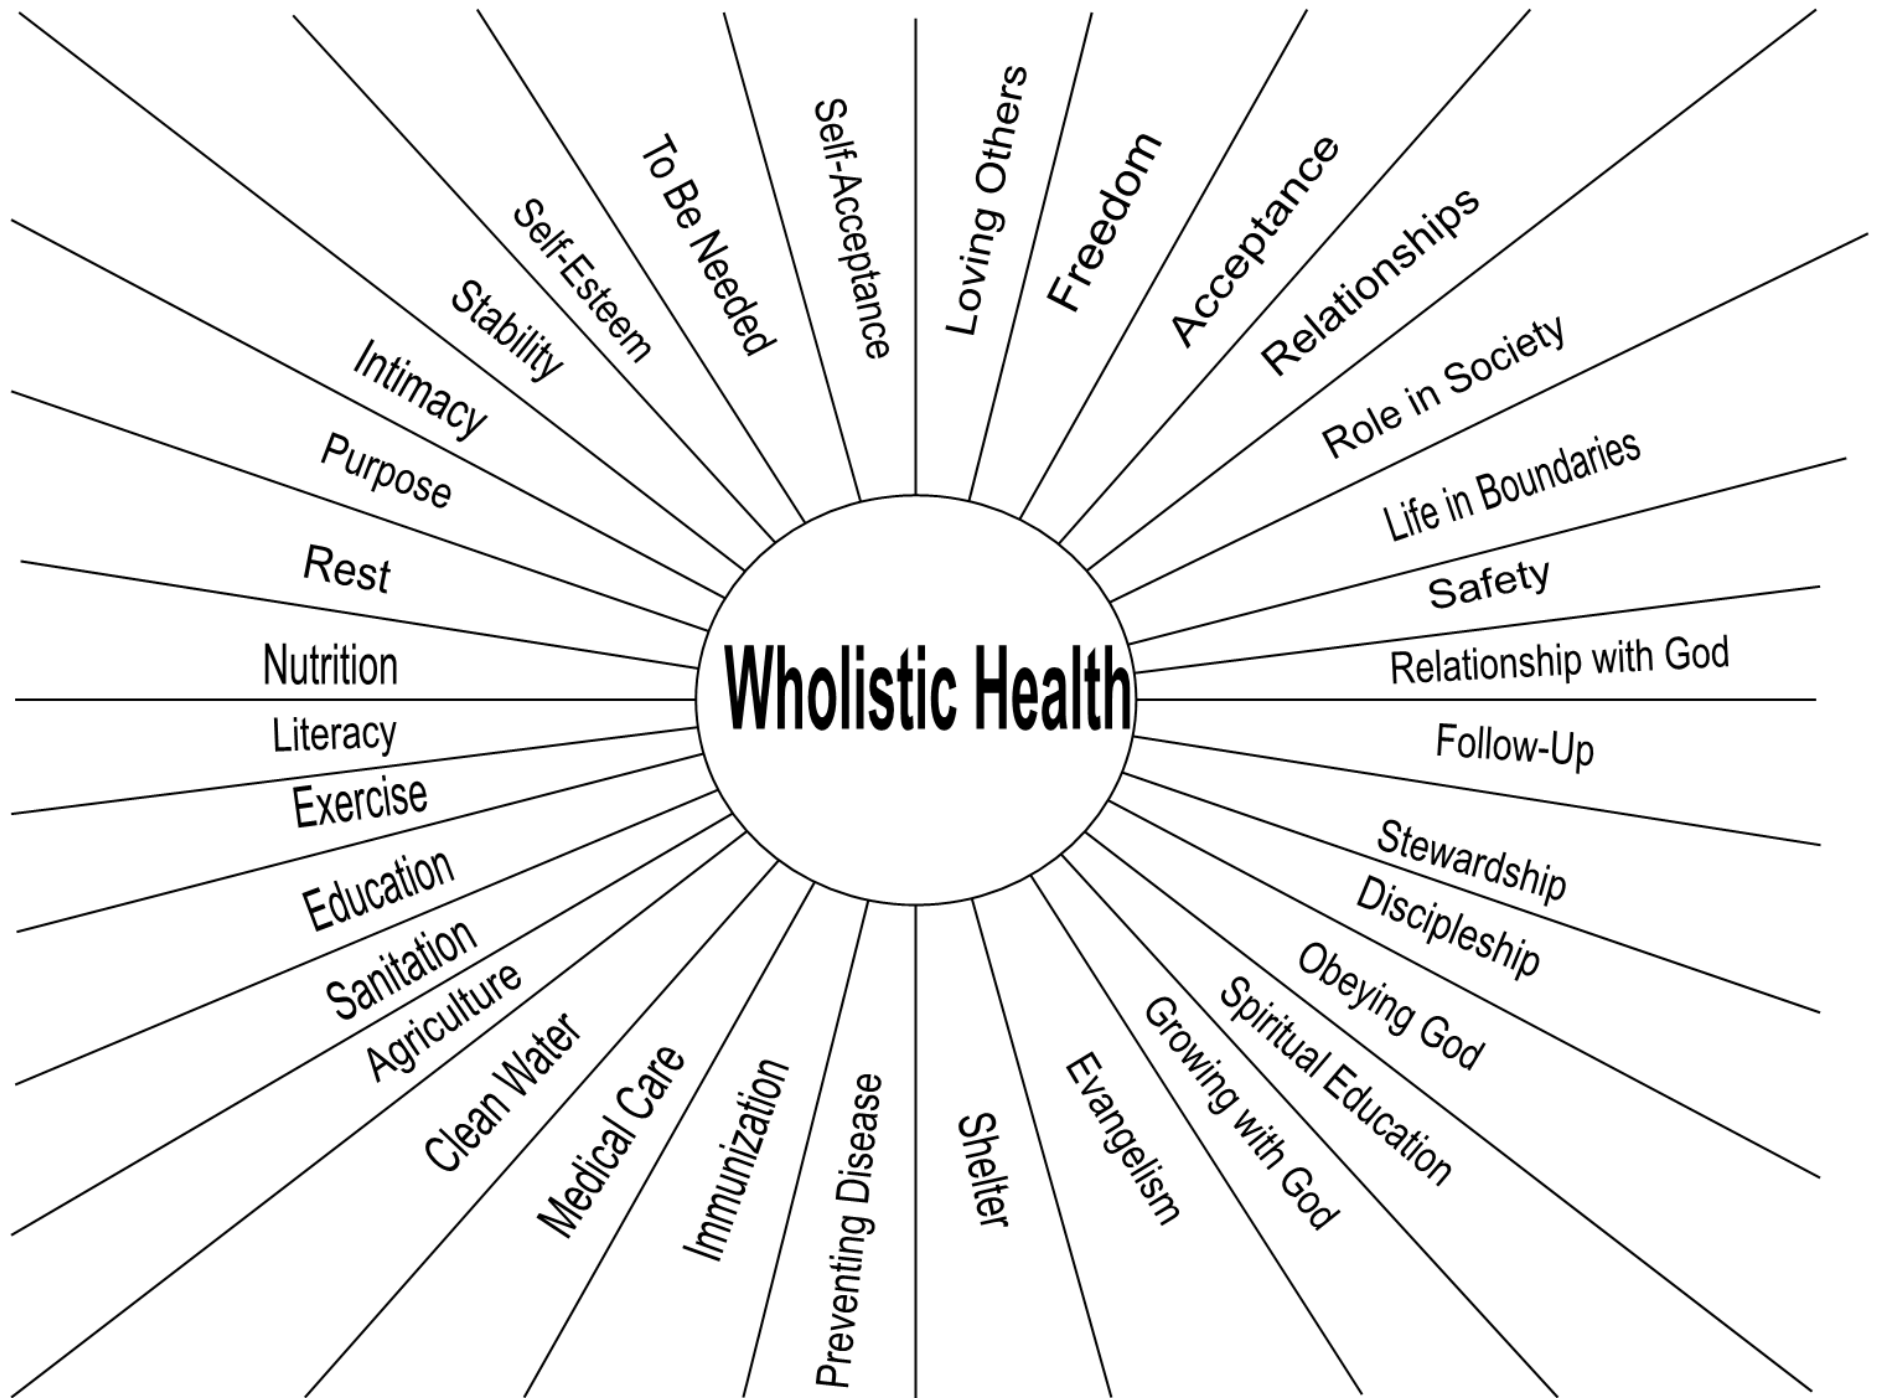 Wholistic Health
Loving Others
Freedom
Acceptance
Relationships
Role in Society
Life in Boundaries
Safety
Relationship with God
Follow-Up
Stewardship
Discipleship
Obeying God
Spiritual Education
Growing with God
Evangelism
Shelter
Preventing Disease
Immunization
Medical Care
Clean Water
Agriculture
Sanitation
Education
Exercise
Literacy
Nutrition
Rest
Purpose
Intimacy
Stability
Self-Esteem
To Be Needed
Self-Acceptance